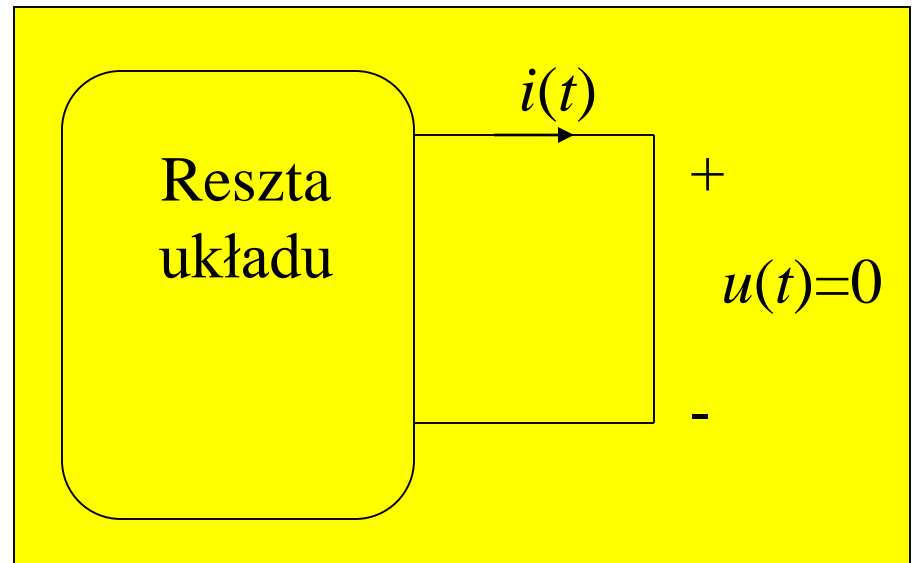 i(t)
Reszta
układu
+
u(t)=0
-